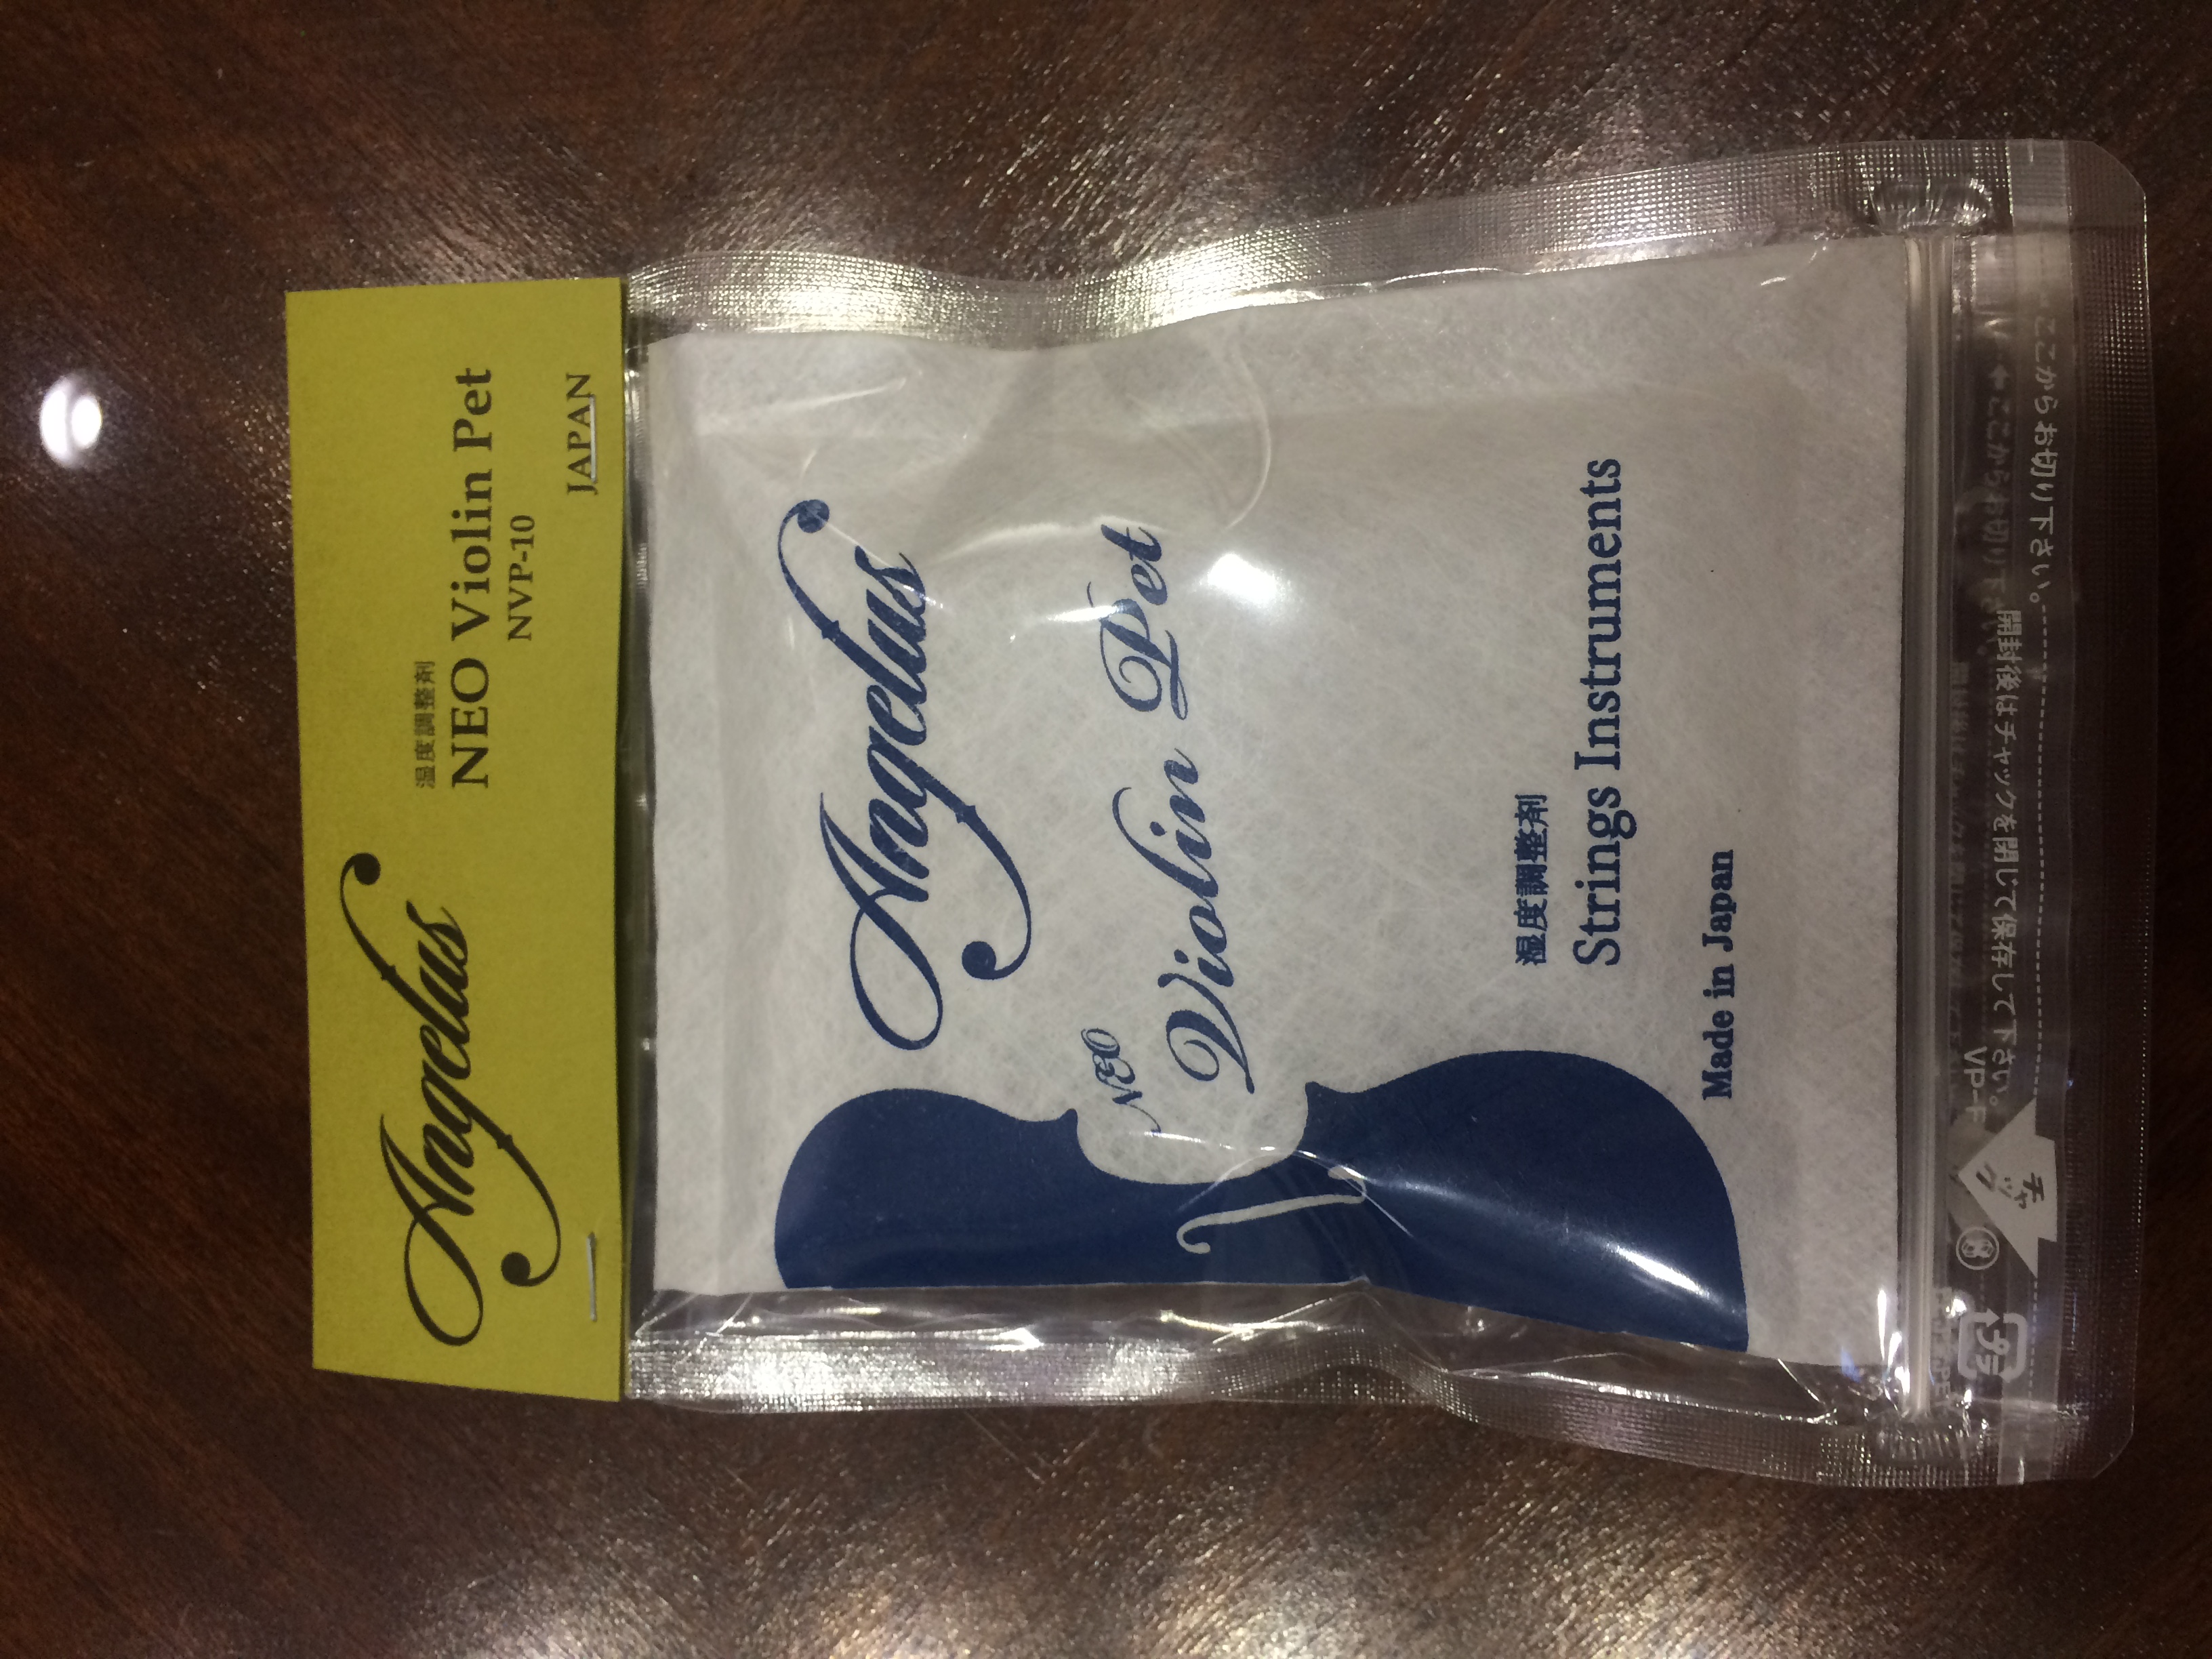 Angelus
湿度調整剤
NEO Violin Pet
NVP-10
JAPAN
Angelus
NEO
Violin Pet
湿度調整剤
Strings Instruments
Made in Japan
VP-F
チャック
プラ
開封後はチャックを閉じて保存して下さい。
ここからお切り下さい。